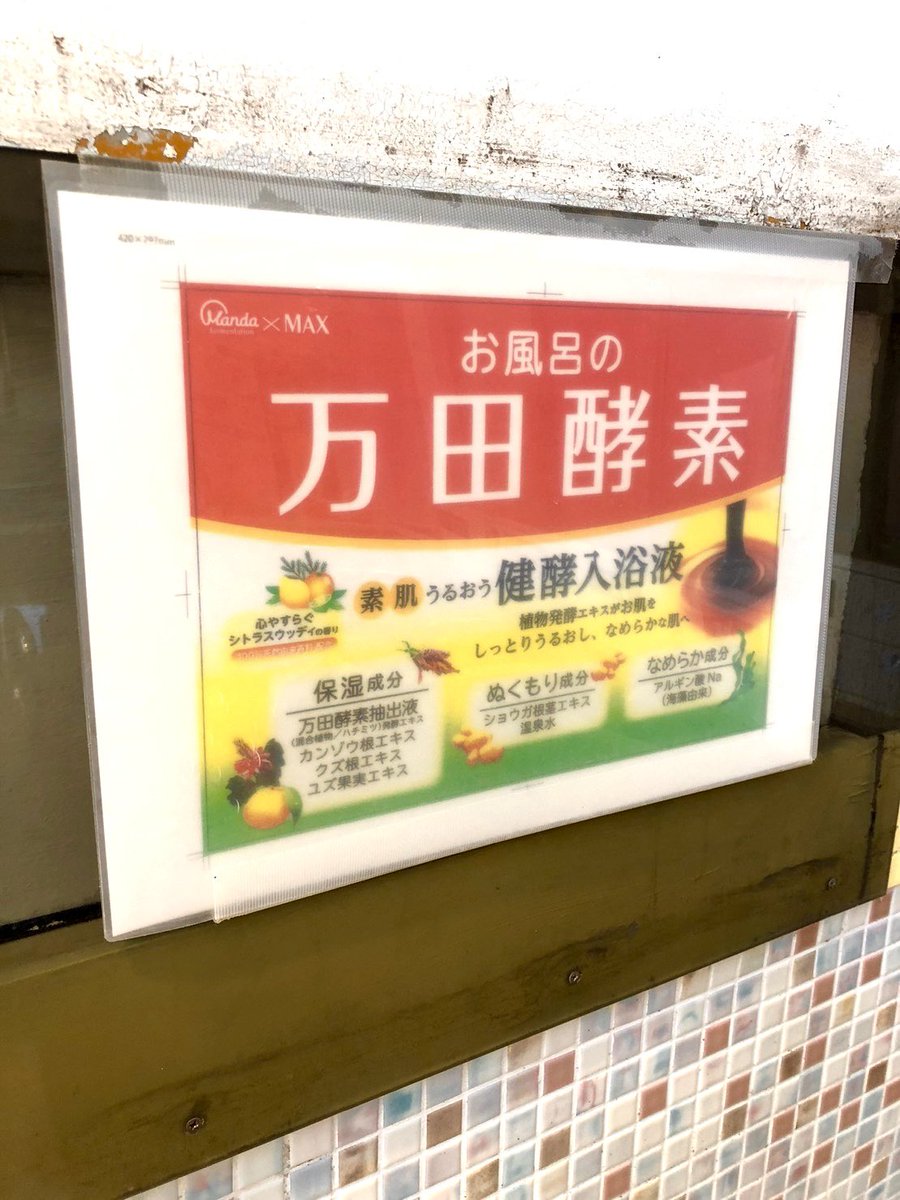 420×297mm
Manda
Fermentation
×MAX
お風呂の
万田酵素
素肌うるおう健酵入浴液
植物発酵エキスがお肌を
しっとりうるおし、なめらかな肌へ
心やすらぐ
シトラスウッディの香り
保湿成分
万田酵素抽出液
(混合植物/ハチミツ)発酵エキス
カンゾウ根エキス
クズ根エキス
ユズ果実エキス
ぬくもり成分
ショウガ根茎エキス
温泉水
なめらか成分
アルギン酸 Na
(海藻由来)